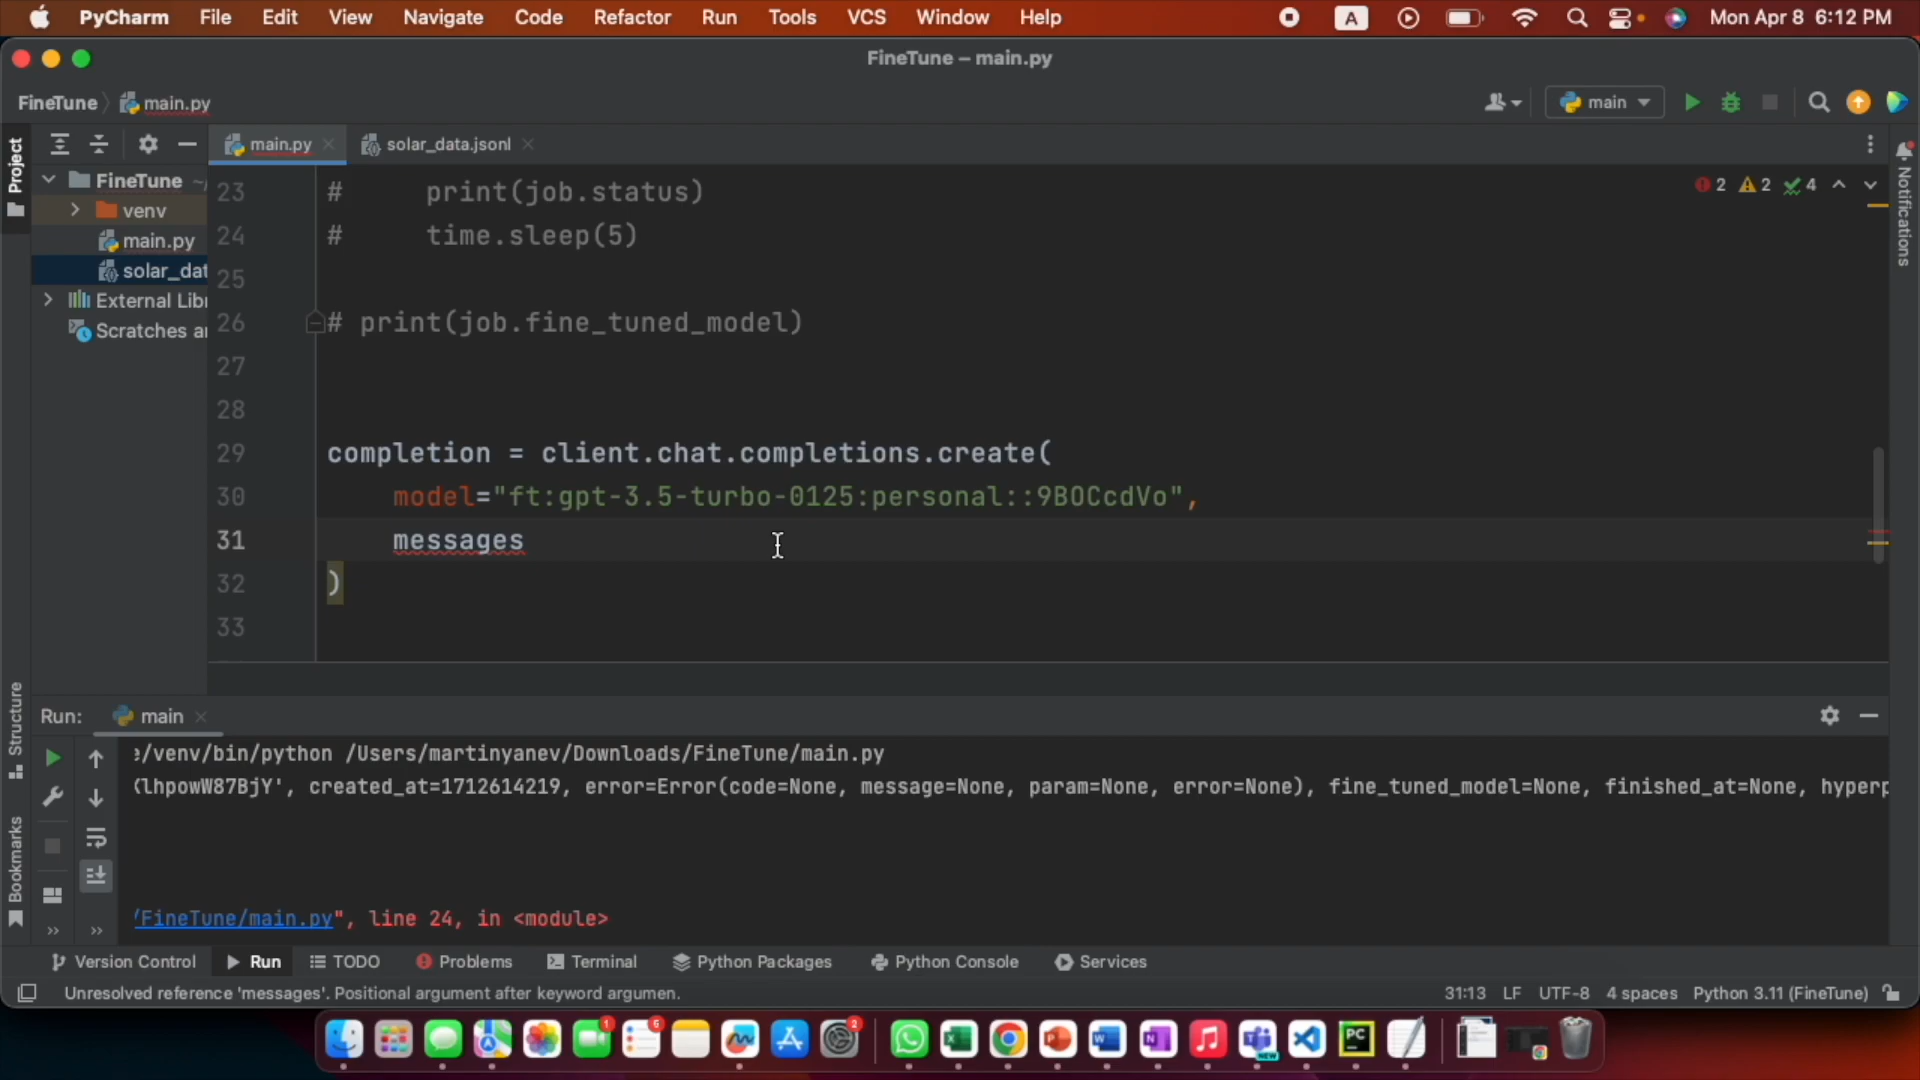 PyCharm File Edit View Navigate Code Refactor Run Tools VCS Window Help A Mon Apr 8 6:12 PM
FineTune – main.py
FineTune main.py main
Project
main.py solar_data.jsonl
FineTune ~/
venv
main.py
solar_dat
External Libr
Scratches ar
2 2 4
Notifications
23 # print(job.status)
24 # time.sleep(5)
25
26 # print(job.fine_tuned_model)
27
28
29 completion = client.chat.completions.create(
30 model="ft:gpt-3.5-turbo-0125:personal::9BOCcdVo",
31 messages
32 )
33
Structure
Bookmarks
Run: main
e/venv/bin/python /Users/martinyanev/Downloads/FineTune/main.py
KlhpowW87BjY', created_at=1712614219, error=Error(code=None, message=None, param=None, error=None), fine_tuned_model=None, finished_at=None, hyperp
/FineTune/main.py", line 24, in <module>
Version Control Run TODO Problems Terminal Python Packages Python Console Services
Unresolved reference 'messages'. Positional argument after keyword argumen. 31:13 LF UTF-8 4 spaces Python 3.11 (FineTune)
1 6 2 NEW PC